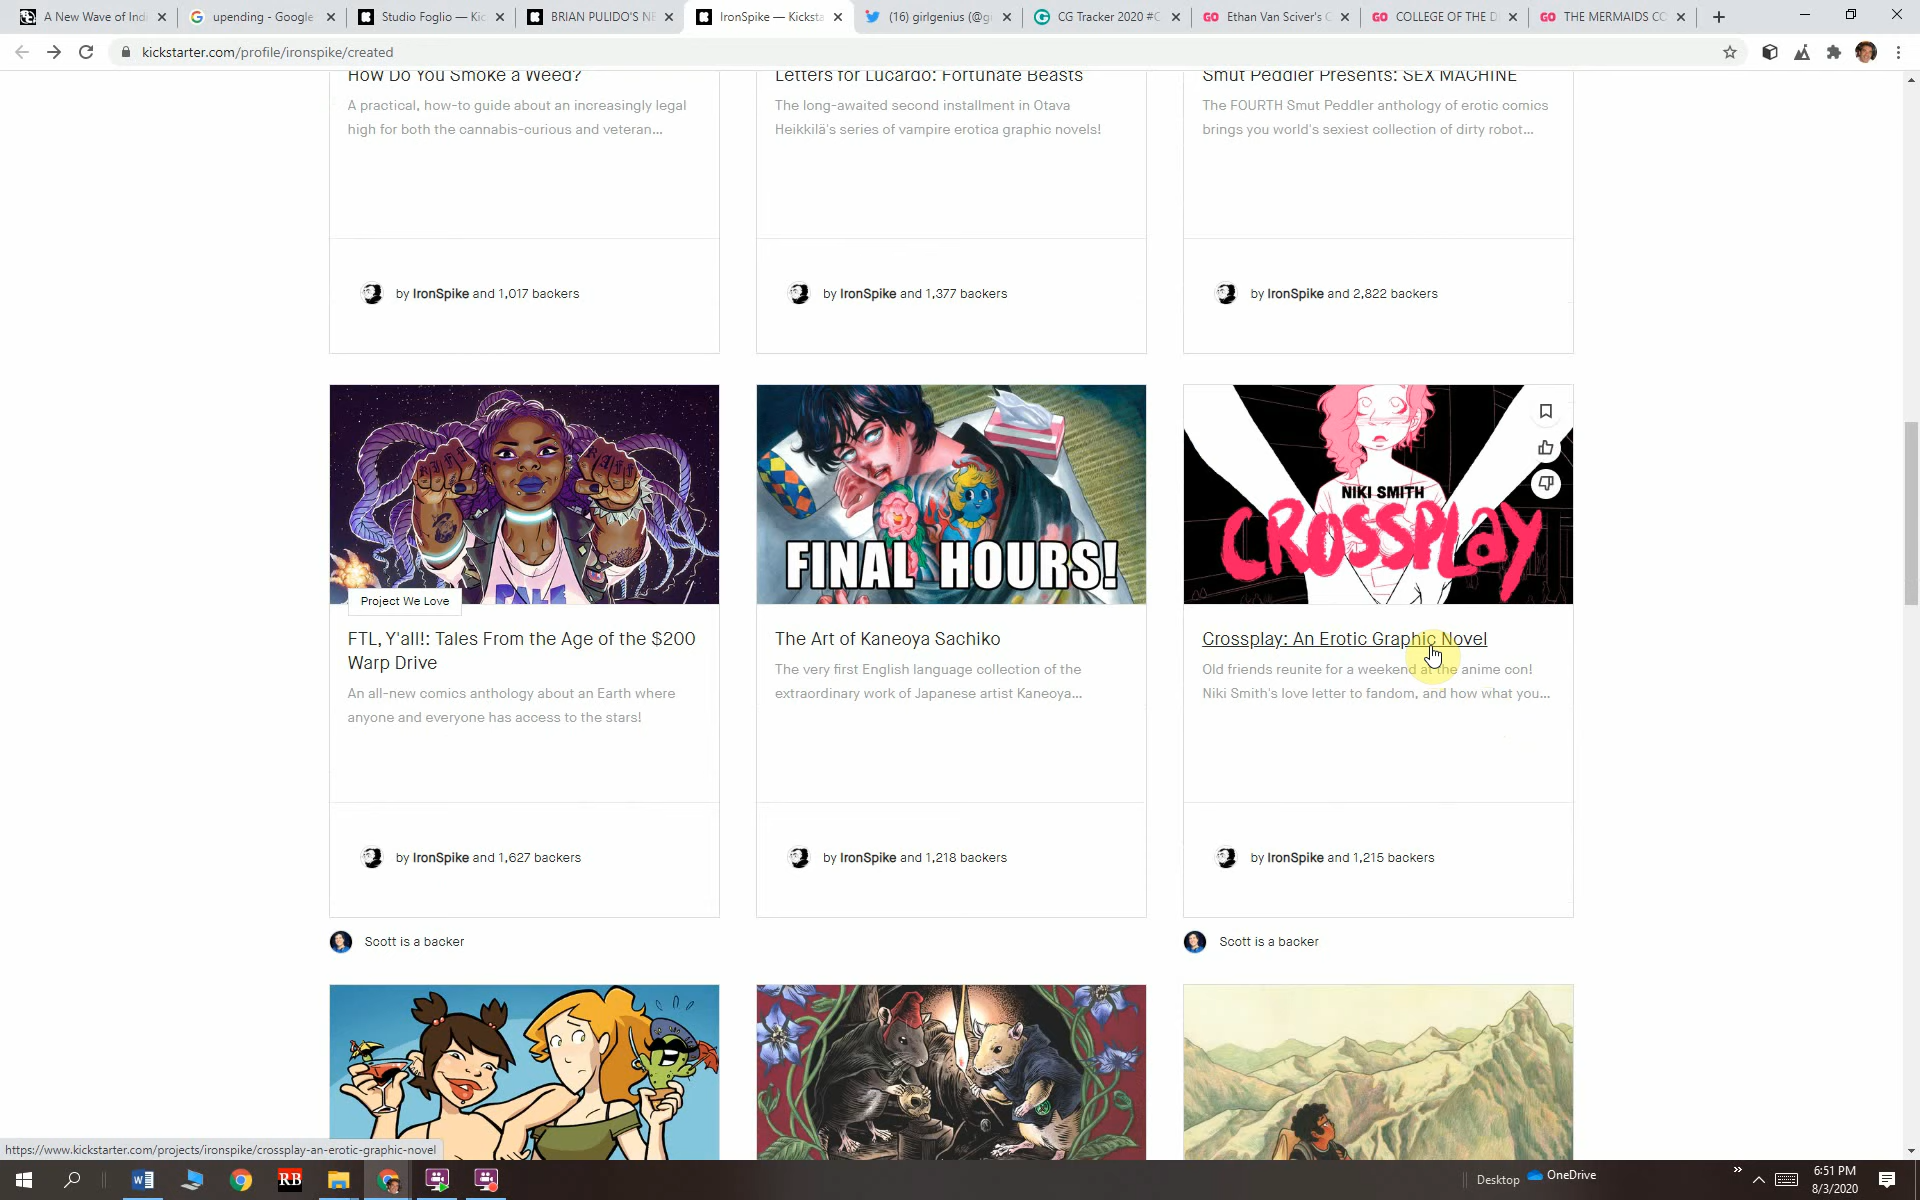 A New Wave of Indi
upending - Google
Studio Foglio — Kic
BRIAN PULIDO'S NE
IronSpike — Kicksta
(16) girlgenius (@gi
CG Tracker 2020 #C
GO Ethan Van Sciver's C
GO COLLEGE OF THE D
GO THE MERMAIDS CO
kickstarter.com/profile/ironspike/created
How Do You Smoke a Weed?
A practical, how-to guide about an increasingly legal
high for both the cannabis-curious and veteran...
by IronSpike and 1,017 backers
Letters for Lucardo: Fortunate Beasts
The long-awaited second installment in Otava
Heikkilä's series of vampire erotica graphic novels!
by IronSpike and 1,377 backers
Smut Peddler Presents: SEX MACHINE
The FOURTH Smut Peddler anthology of erotic comics
brings you world's sexiest collection of dirty robot...
by IronSpike and 2,822 backers
RIFF
RAFF
Project We Love
FTL, Y'all!: Tales From the Age of the $200
Warp Drive
An all-new comics anthology about an Earth where
anyone and everyone has access to the stars!
by IronSpike and 1,627 backers
Scott is a backer
FINAL HOURS!
The Art of Kaneoya Sachiko
The very first English language collection of the
extraordinary work of Japanese artist Kaneoya...
by IronSpike and 1,218 backers
NIKI SMITH
CROSSPLAY
Crossplay: An Erotic Graphic Novel
Old friends reunite for a weekend at the anime con!
Niki Smith's love letter to fandom, and how what you...
by IronSpike and 1,215 backers
Scott is a backer
https://www.kickstarter.com/projects/ironspike/crossplay-an-erotic-graphic-novel
RB
Desktop
OneDrive
6:51 PM
8/3/2020